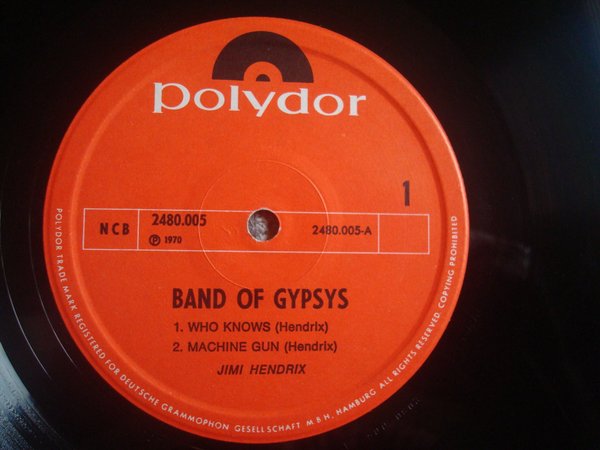 polydor
1
NCB
2480.005
℗ 1970
2480.005-A
BAND OF GYPSYS
1. WHO KNOWS (Hendrix)
2. MACHINE GUN (Hendrix)
JIMI HENDRIX
POLYDOR TRADE MARK REGISTERED FOR DEUTSCHE GRAMMOPHON GESELLSCHAFT MBH, HAMBURG ALL RIGHTS RESERVED COPYING PROHIBITED